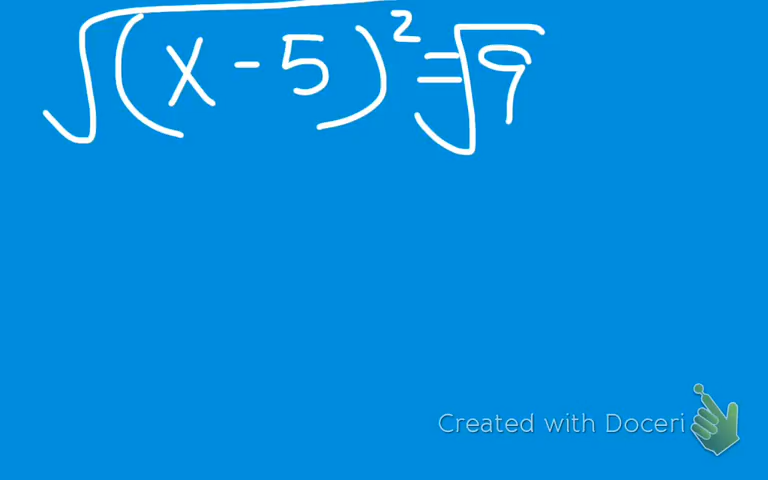 √(x-5)² = √9
Created with Doceri